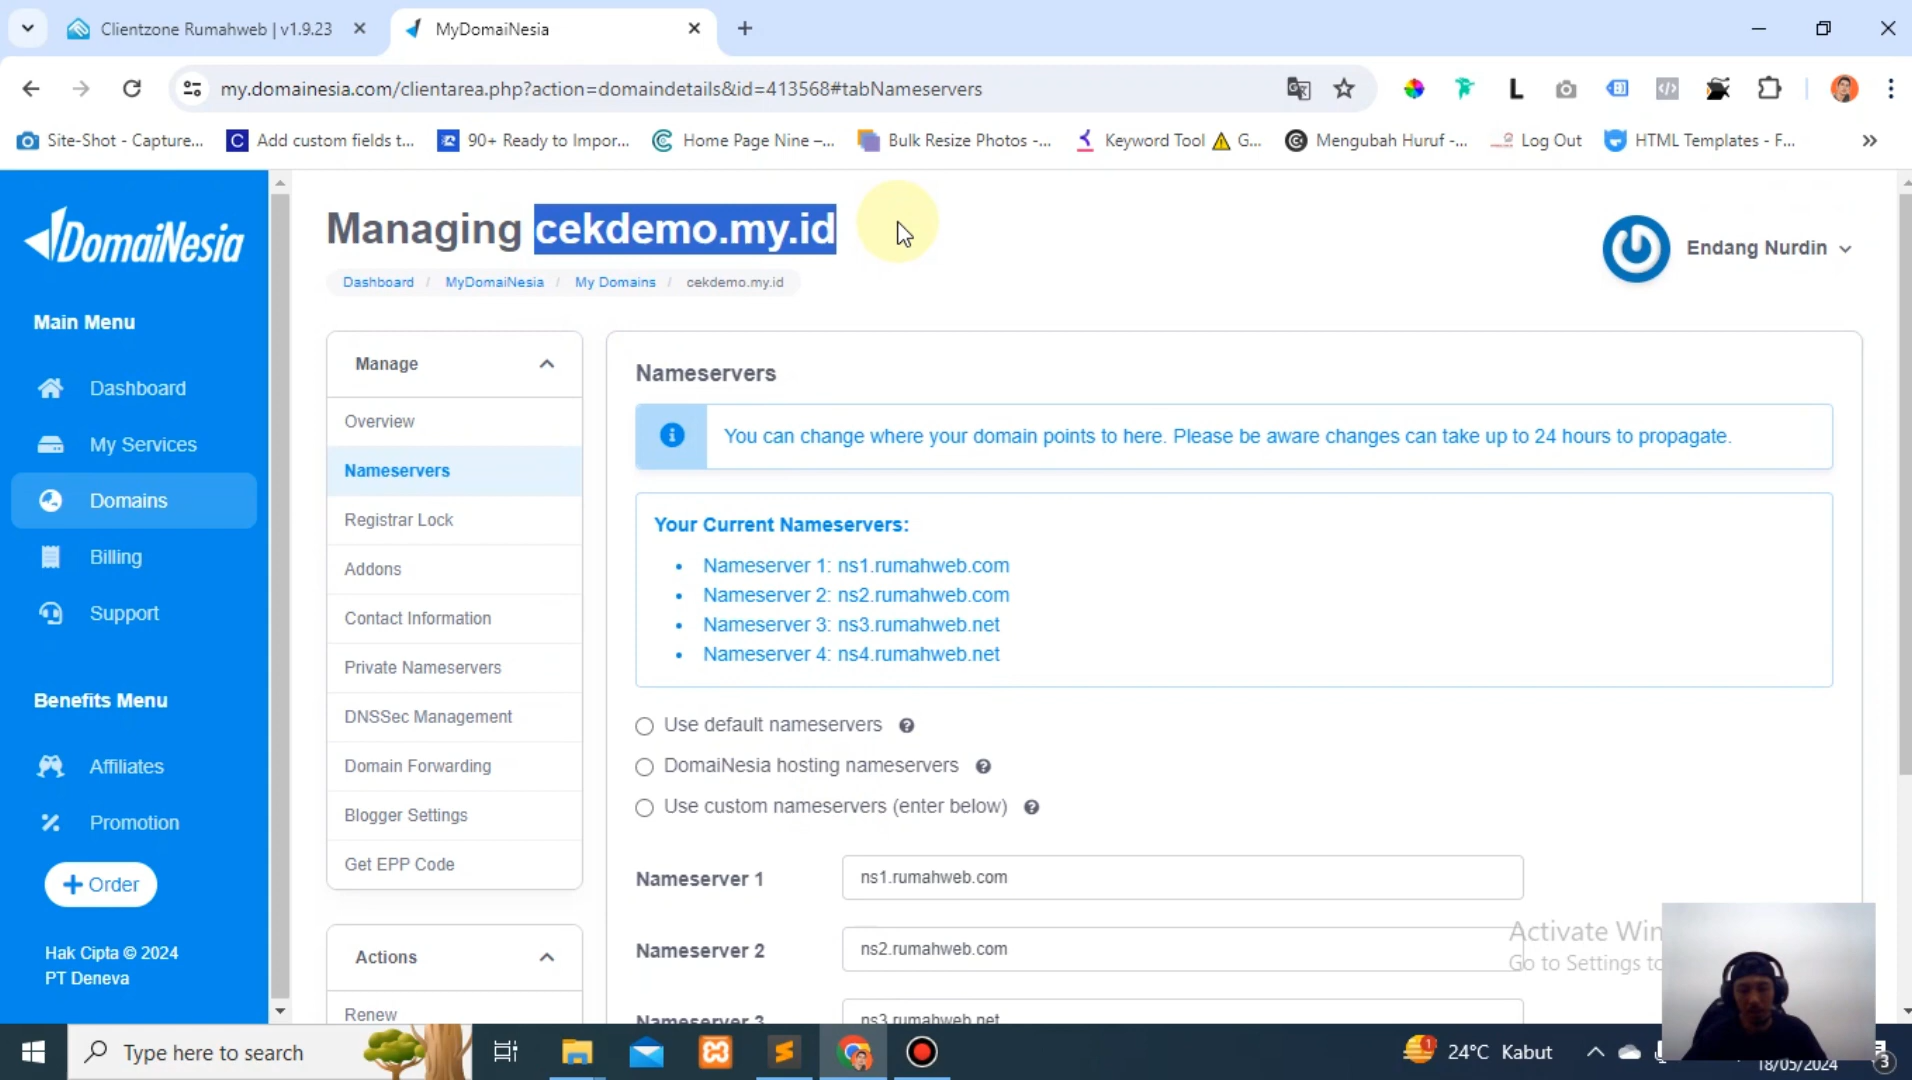 Clientzone Rumahweb | v1.9.23
MyDomaiNesia
my.domainesia.com/clientarea.php?action=domaindetails&id=413568#tabNameservers
Site-Shot - Capture...
Add custom fields t...
90+ Ready to Impor...
Home Page Nine –...
Bulk Resize Photos -...
Keyword Tool ⚠ G...
Mengubah Huruf -...
Log Out
HTML Templates - F...
DomaiNesia
Main Menu
Dashboard
My Services
Domains
Billing
Support
Benefits Menu
Affiliates
Promotion
+ Order
Hak Cipta © 2024
PT Deneva
Managing cekdemo.my.id
Dashboard / MyDomaiNesia / My Domains / cekdemo.my.id
Endang Nurdin
Manage
Overview
Nameservers
Registrar Lock
Addons
Contact Information
Private Nameservers
DNSSec Management
Domain Forwarding
Blogger Settings
Get EPP Code
Actions
Renew
Nameservers
You can change where your domain points to here. Please be aware changes can take up to 24 hours to propagate.
Your Current Nameservers:
Nameserver 1: ns1.rumahweb.com
Nameserver 2: ns2.rumahweb.com
Nameserver 3: ns3.rumahweb.net
Nameserver 4: ns4.rumahweb.net
Use default nameservers
DomaiNesia hosting nameservers
Use custom nameservers (enter below)
Nameserver 1 ns1.rumahweb.com
Nameserver 2 ns2.rumahweb.com
Nameserver 3 ns3.rumahweb.net
Activate Win
Go to Settings to
Type here to search
24°C Kabut
18/05/2024
3